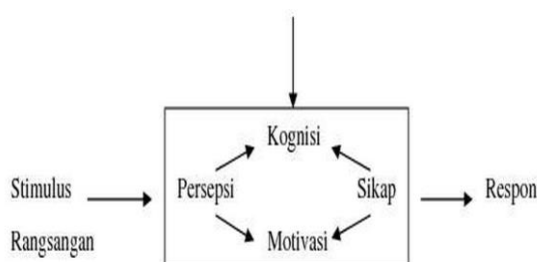 Kognisi
Stimulus
Persepsi
Sikap
Respon
Rangsangan
Motivasi